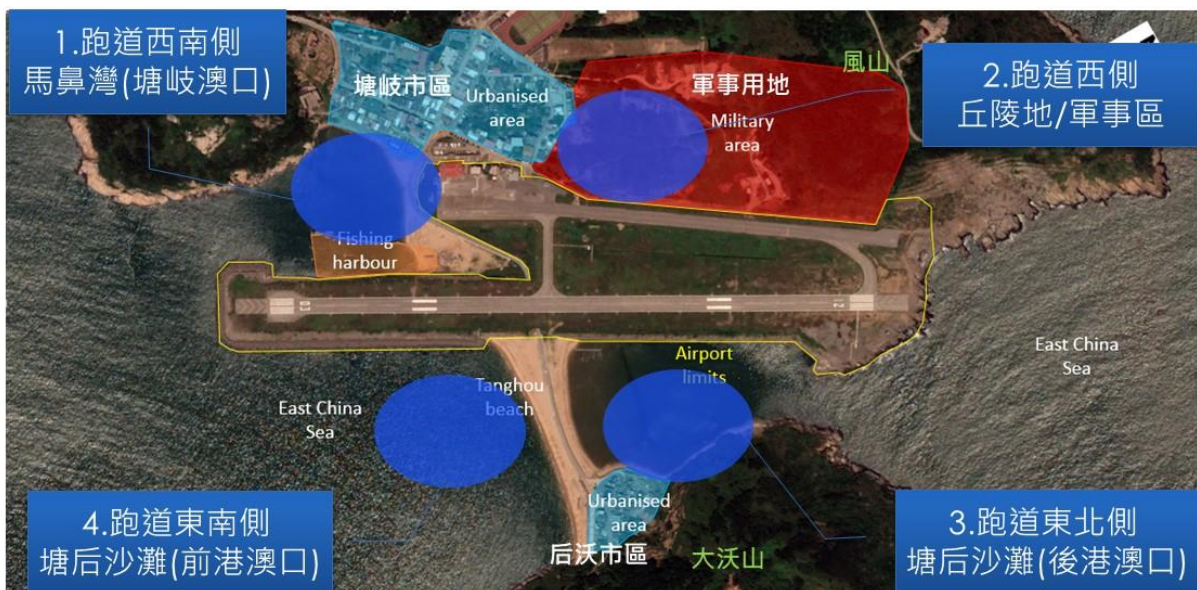 1.跑道西南側
馬鼻灣(塘岐澳口)
塘岐市區
Urbanised
area
軍事用地
Military
area
風山
2.跑道西側
丘陵地/軍事區
Fishing
harbour
Airport
limits
East China
Sea
Tanghou
beach
East China
Sea
Urbanised
area
后沃市區
大沃山
4.跑道東南側
塘后沙灘(前港澳口)
3.跑道東北側
塘后沙灘(後港澳口)